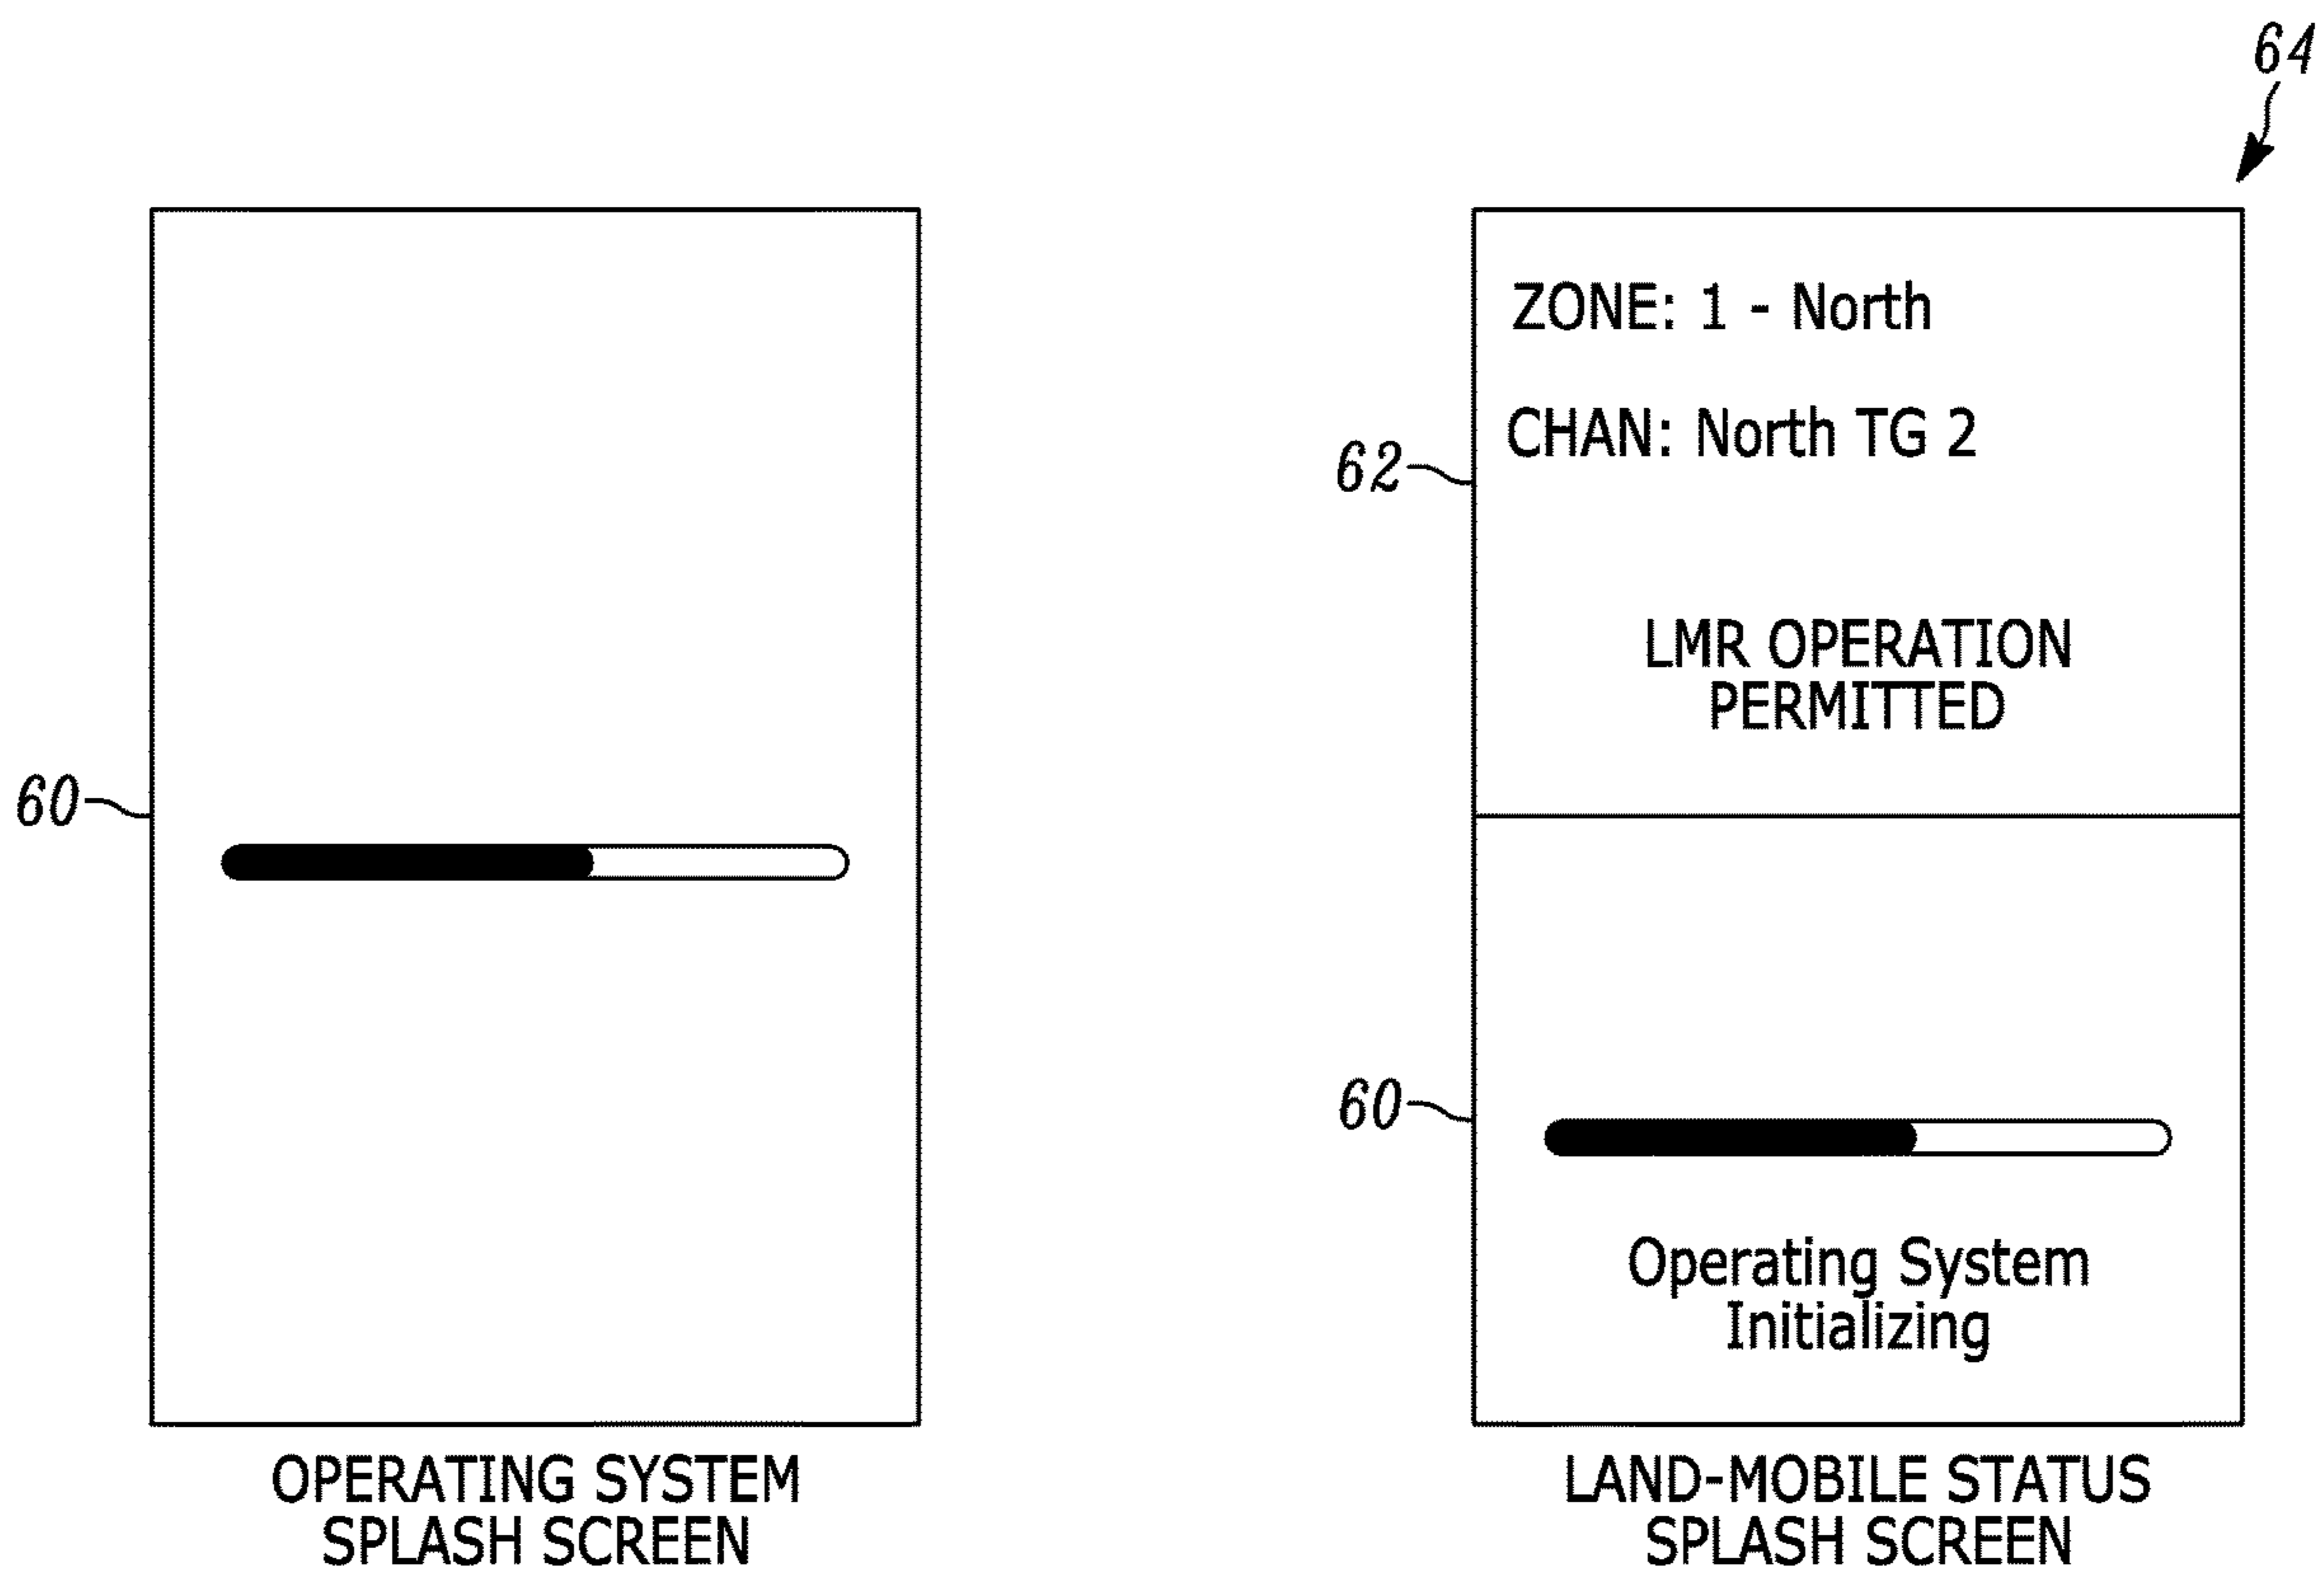 64
ZONE: 1 - North
CHAN: North TG 2
62
LMR OPERATION
PERMITTED
60
60
Operating System
Initializing
OPERATING SYSTEM
SPLASH SCREEN
LAND-MOBILE STATUS
SPLASH SCREEN